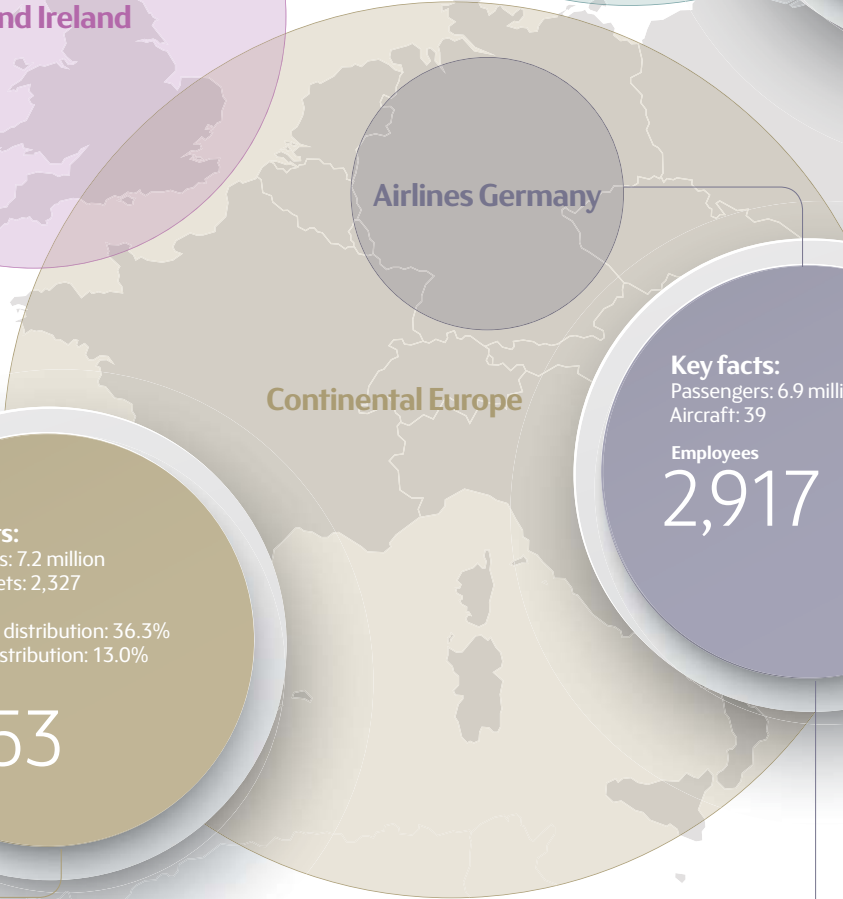 nd Ireland
Airlines Germany
Continental Europe
Key facts:
Passengers: 6.9 milli
Aircraft: 39
Employees
2,917
s:
s: 7.2 million
ets: 2,327
distribution: 36.3%
stribution: 13.0%
53